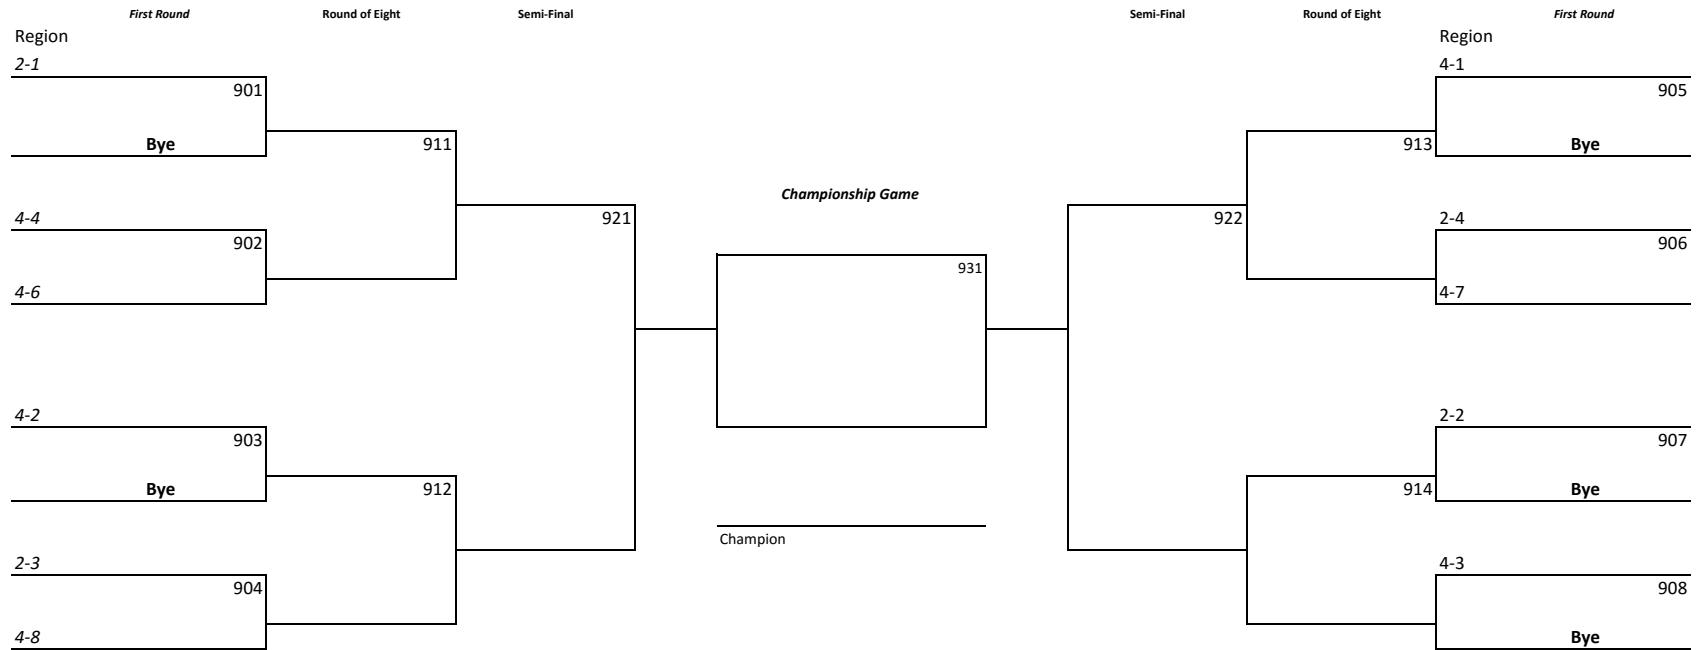 First Round Round of Eight Semi-Final Semi-Final Round of Eight First Round
Region Region
2-1 4-1
901 905
Bye 911 913 Bye
Championship Game
4-4 921 922 2-4
902 906
931
4-6 4-7
4-2 2-2
903 907
Bye 912 914 Bye
Champion
2-3 4-3
904 908
4-8 Bye